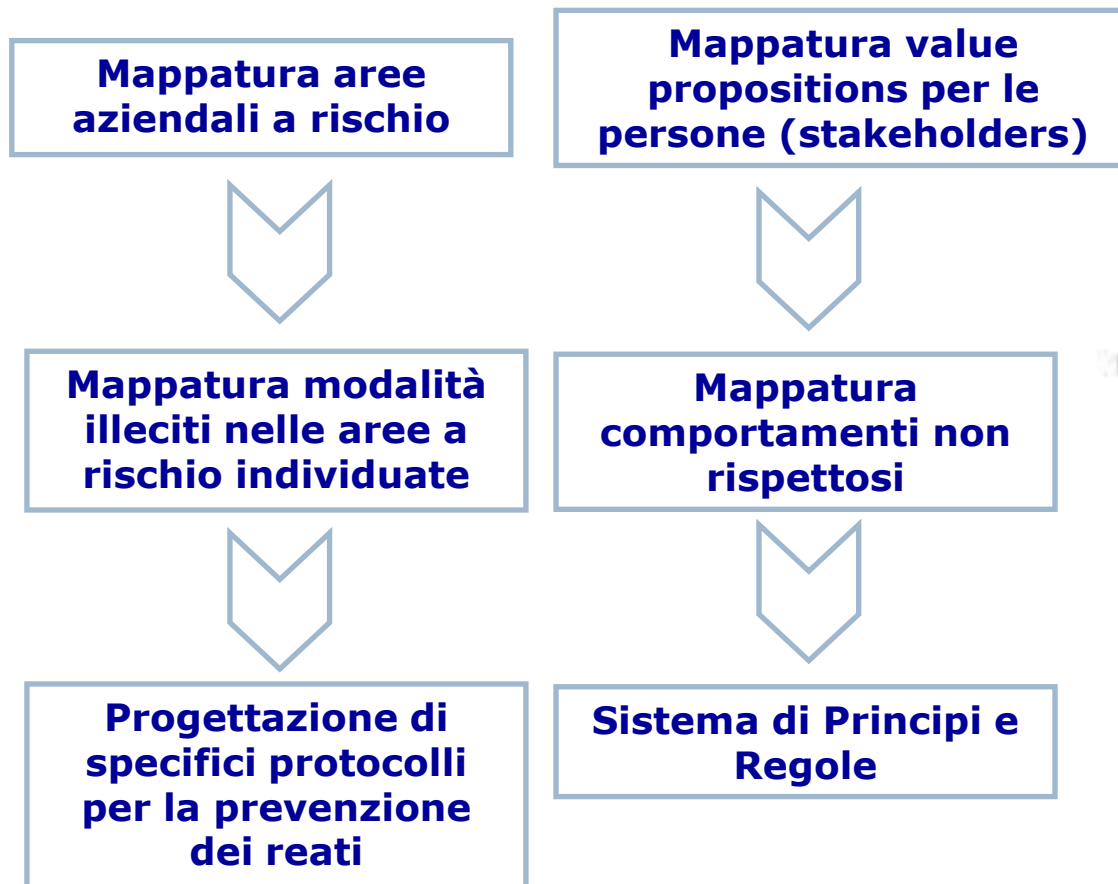 Mappatura aree
aziendali a rischio
Mappatura modalità
illeciti nelle aree a
rischio individuate
Progettazione di
specifici protocolli
per la prevenzione
dei reati
Mappatura value
propositions per le
persone (stakeholders)
Mappatura
comportamenti non
rispettosi
Sistema di Principi e
Regole